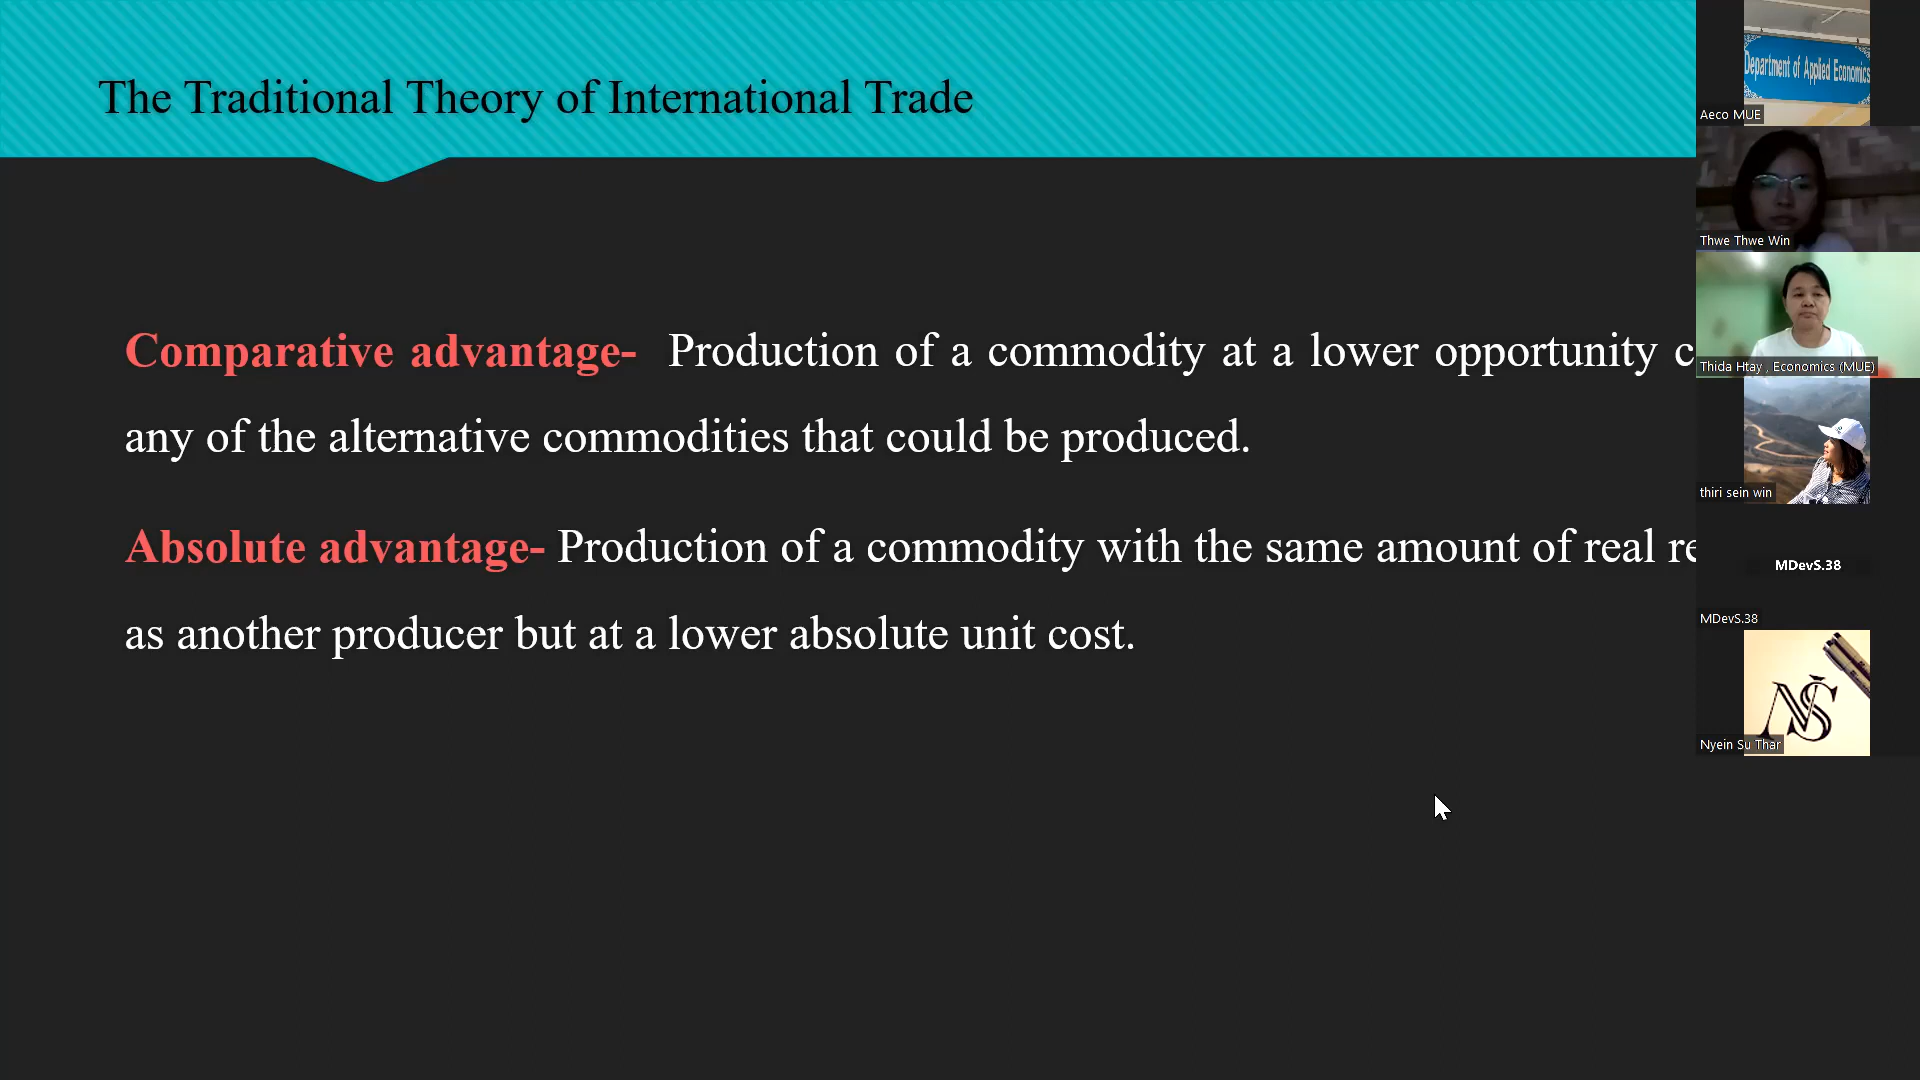 The Traditional Theory of International Trade
Comparative advantage- Production of a commodity at a lower opportunity
any of the alternative commodities that could be produced.
Absolute advantage- Production of a commodity with the same amount of real
as another producer but at a lower absolute unit cost.
Department of Applied Economics
Aeco MUE
Thwe Thwe Win
Thida Htay , Economics (MUE)
thiri sein win
MDevS.38
MDevS.38
NS
Nyein Su Thar